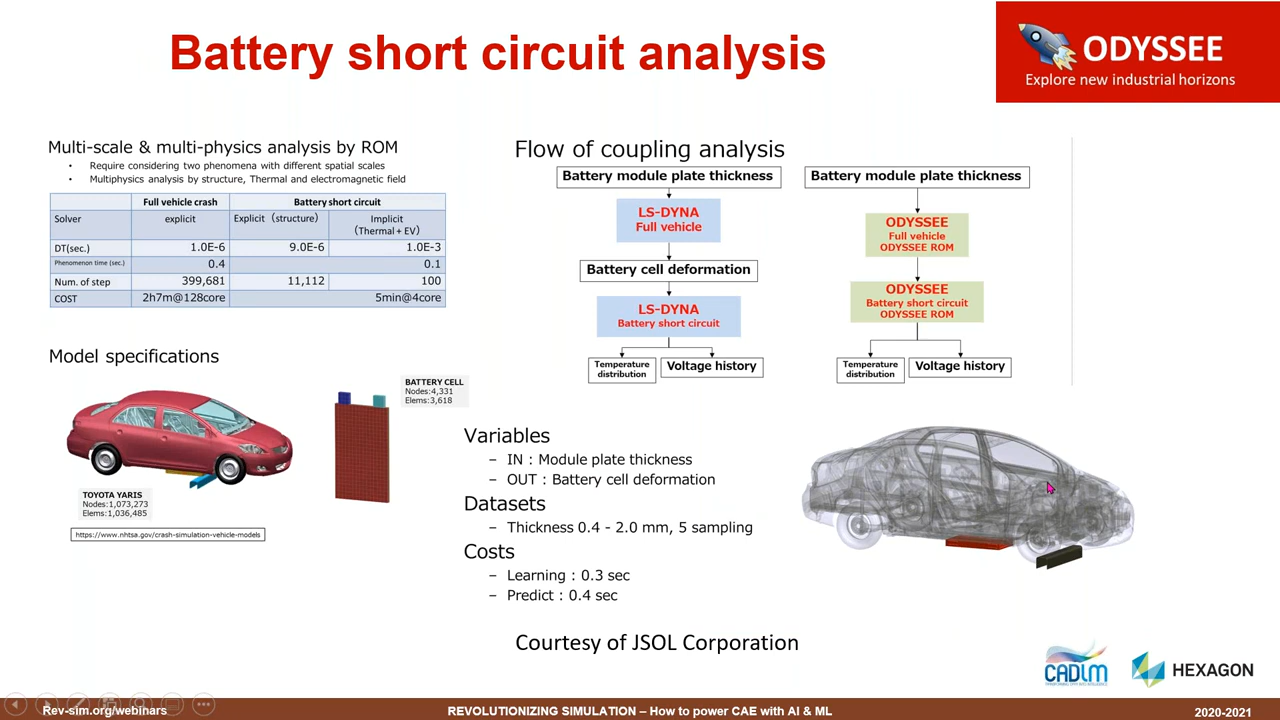 Battery short circuit analysis
ODYSSEE
Explore new industrial horizons
Multi-scale & multi-physics analysis by ROM
• Require considering two phenomena with different spatial scales
• Multiphysics analysis by structure, Thermal and electromagnetic field
Full vehicle crash Battery short circuit
Solver explicit Explicit (structure) Implicit
(Thermal + EV)
DT(sec.) 1.0E-6 9.0E-6 1.0E-3
Phenomenon time (sec.) 0.4 0.1
Num. of step 399,681 11,112 100
COST 2h7m@128core 5min@4core
Model specifications
BATTERY CELL
Nodes:4,331
Elems:3,618
TOYOTA YARIS
Nodes:1,073,273
Elems:1,036,485
https://www.nhtsa.gov/crash-simulation-vehicle-models
Flow of coupling analysis
Battery module plate thickness
LS-DYNA
Full vehicle
Battery cell deformation
LS-DYNA
Battery short circuit
Temperature
distribution
Voltage history
Battery module plate thickness
ODYSSEE
Full vehicle
ODYSSEE ROM
ODYSSEE
Battery short circuit
ODYSSEE ROM
Temperature
distribution
Voltage history
Variables
– IN : Module plate thickness
– OUT : Battery cell deformation
Datasets
– Thickness 0.4 - 2.0 mm, 5 sampling
Costs
– Learning : 0.3 sec
– Predict : 0.4 sec
Courtesy of JSOL Corporation
CADLM
HEXAGON
Rev-sim.org/webinars
REVOLUTIONIZING SIMULATION – How to power CAE with AI & ML
2020-2021